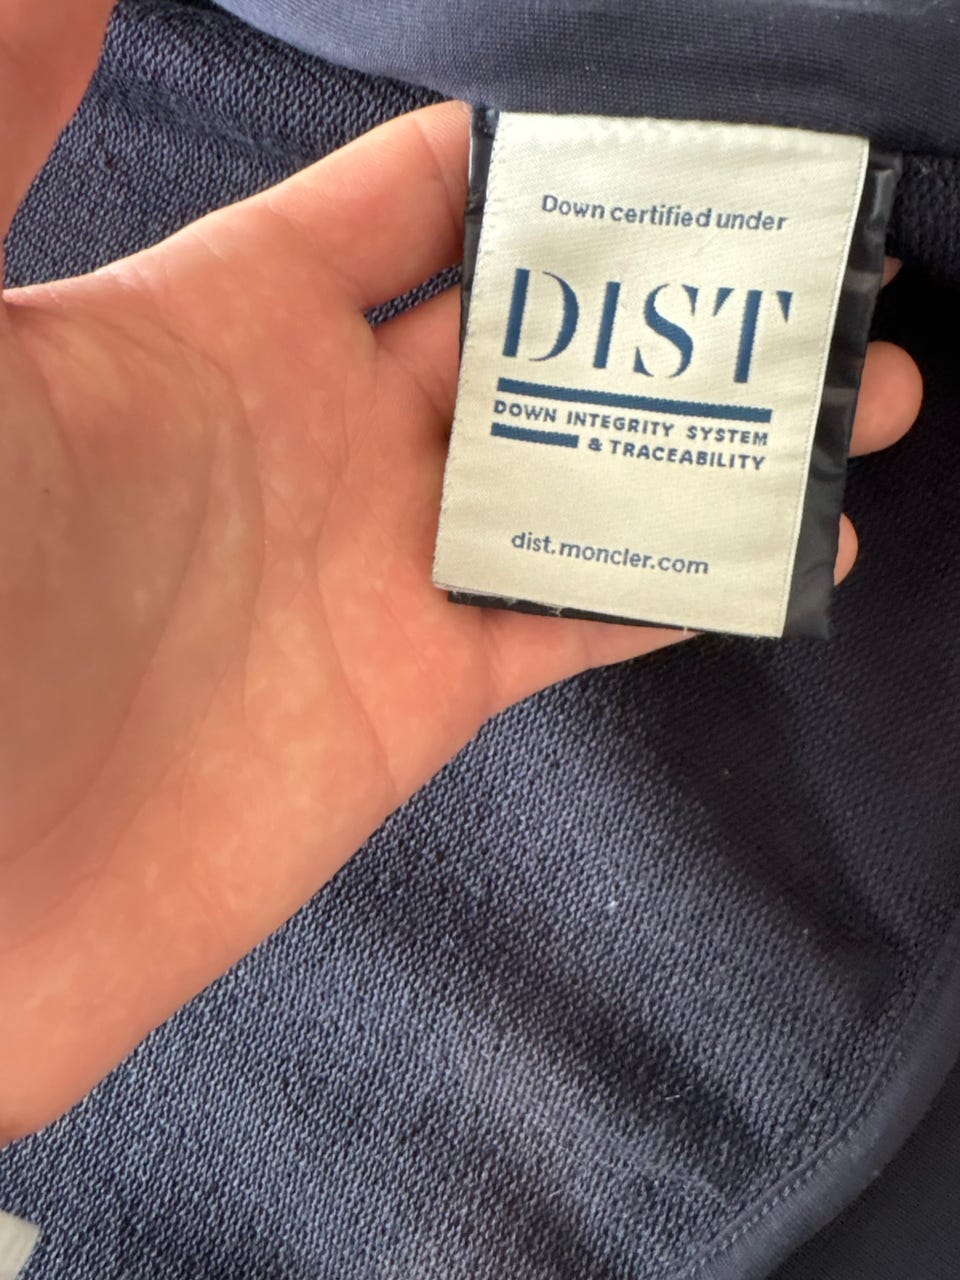 Down certified under
DIST
DOWN INTEGRITY SYSTEM
& TRACEABILITY
dist.moncler.com